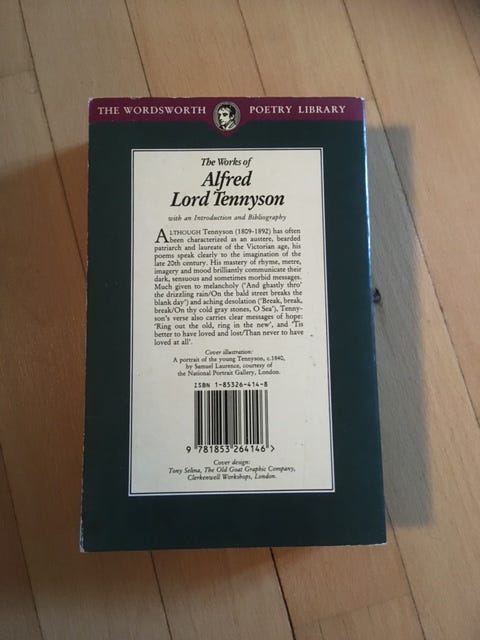 THE WORDSWORTH POETRY LIBRARY
The Works of
Alfred
Lord Tennyson
with an Introduction and Bibliography
ALTHOUGH Tennyson (1809-1892) has often
been characterized as an austere, bearded
patriarch and laureate of the Victorian age, his
poems speak clearly to the imagination of the
late 20th century. His mastery of rhyme, metre,
imagery and mood brilliantly communicate their
dark, sensuous and sometimes morbid messages.
Much given to melancholy ('And ghastly thro'
the drizzling rain/On the bald street breaks the
blank day') and aching desolation ('Break, break,
break/On thy cold gray stones, O Sea'), Tenny-
son's verse also carries clear messages of hope:
'Ring out the old, ring in the new', and 'Tis
better to have loved and lost/Than never to have
loved at all'.
Cover illustration:
A portrait of the young Tennyson, c.1840,
by Samuel Laurence, courtesy of
the National Portrait Gallery, London.
ISBN 1-85326-414-8
9 781853 264146 >
Cover design:
Tony Selina, The Old Goat Graphic Company,
Clerkenwell Workshops, London.